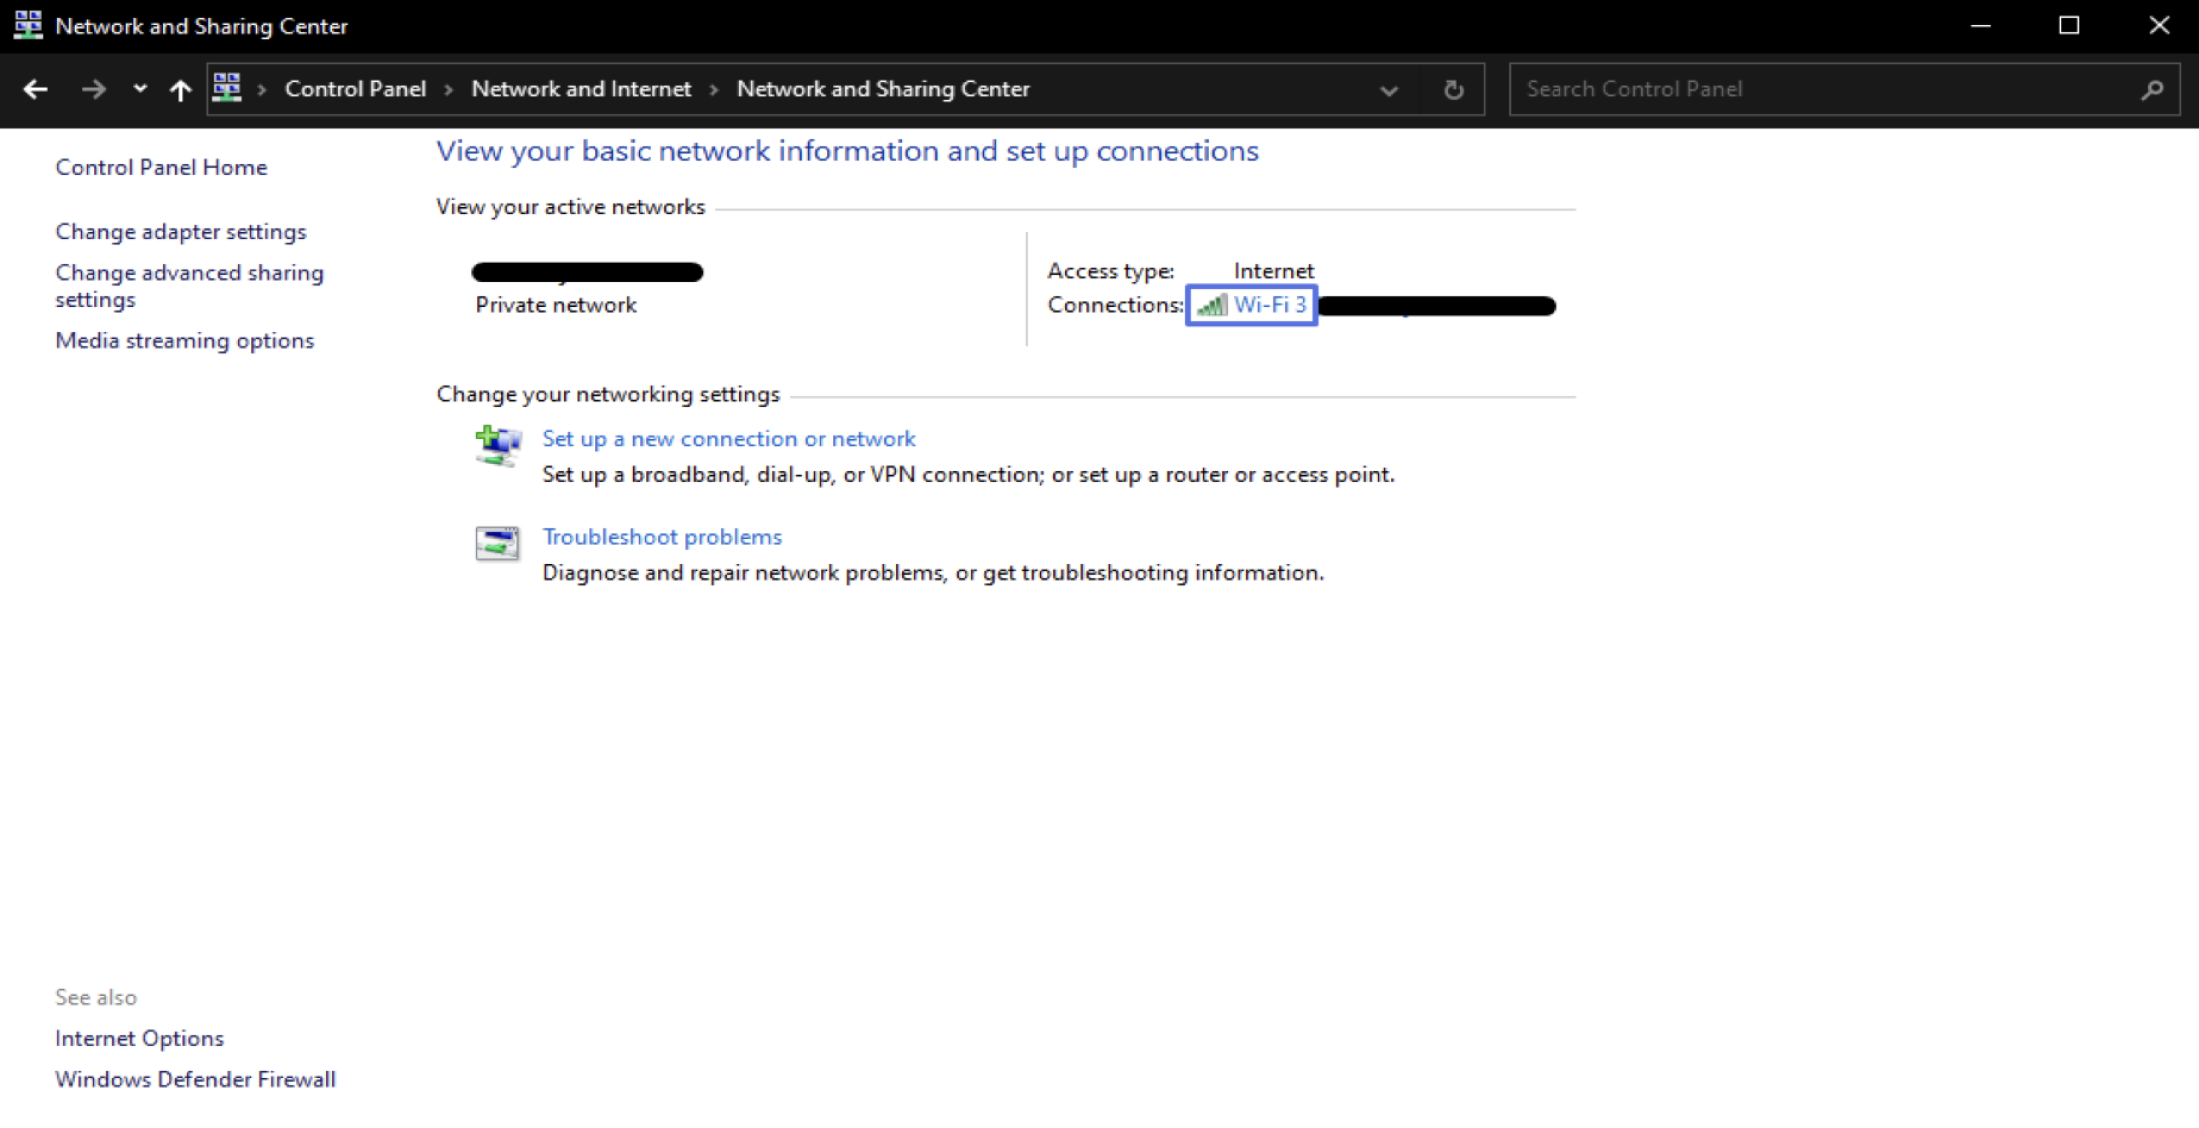 Network and Sharing Center
Control Panel > Network and Internet > Network and Sharing Center
Search Control Panel
Control Panel Home
Change adapter settings
Change advanced sharing
settings
Media streaming options
View your basic network information and set up connections
View your active networks
Private network
Access type: Internet
Connections: Wi-Fi 3
Change your networking settings
Set up a new connection or network
Set up a broadband, dial-up, or VPN connection; or set up a router or access point.
Troubleshoot problems
Diagnose and repair network problems, or get troubleshooting information.
See also
Internet Options
Windows Defender Firewall